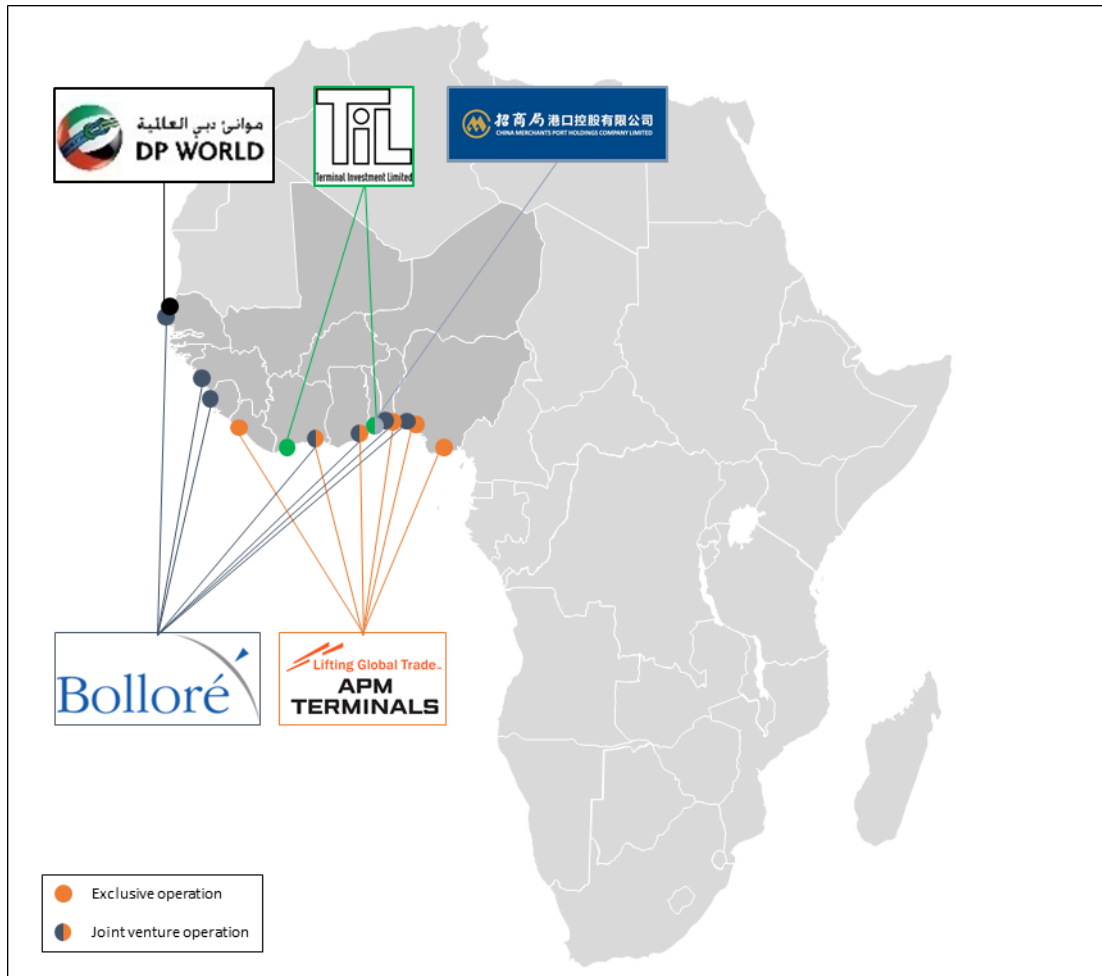 موانئ دبي العالمية
DP WORLD
TiL
Terminal Investment Limited
招商局港口控股有限公司
CHINA MERCHANTS PORT HOLDINGS COMPANY LIMITED
Bolloré
Lifting Global Trade™
APM
TERMINALS
Exclusive operation
Joint venture operation